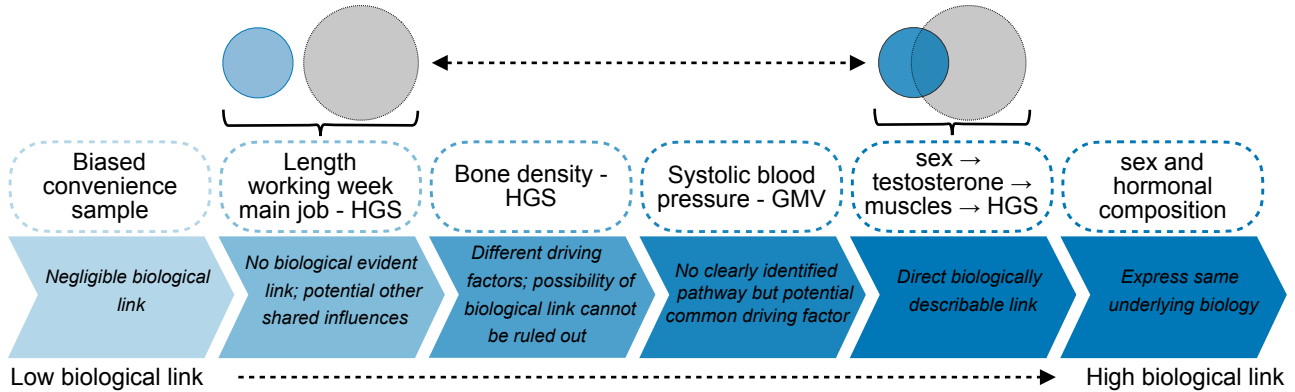 Biased
convenience
sample
Length
working week
main job - HGS
Bone density -
HGS
Systolic blood
pressure - GMV
sex →
testosterone →
muscles → HGS
sex and
hormonal
composition
Negligible biological
link
No biological evident
link; potential other
shared influences
Different driving
factors; possibility of
biological link cannot
be ruled out
No clearly identified
pathway but potential
common driving factor
Direct biologically
describable link
Express same
underlying biology
Low biological link
High biological link